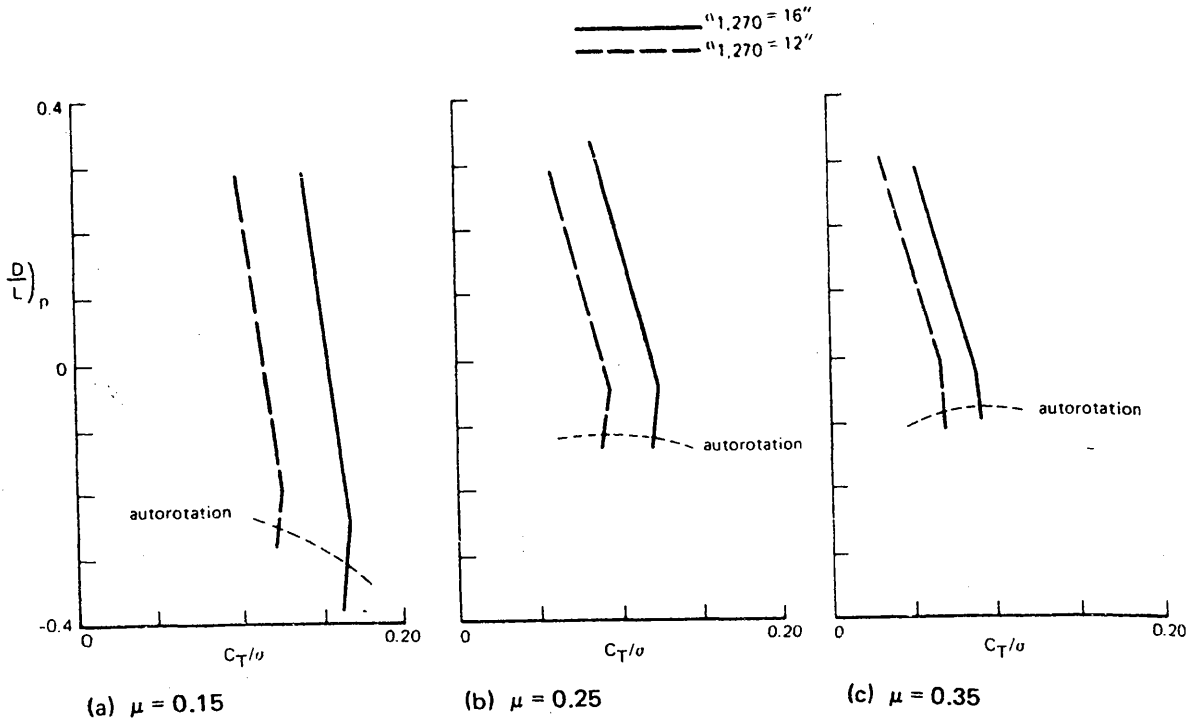 α1,270 = 16°
α1,270 = 12°
0.4
0
-0.4
D/L)p
autorotation
0
0.20
CT/σ
(a) μ = 0.15
autorotation
0
0.20
CT/σ
(b) μ = 0.25
autorotation
0
0.20
CT/σ
(c) μ = 0.35